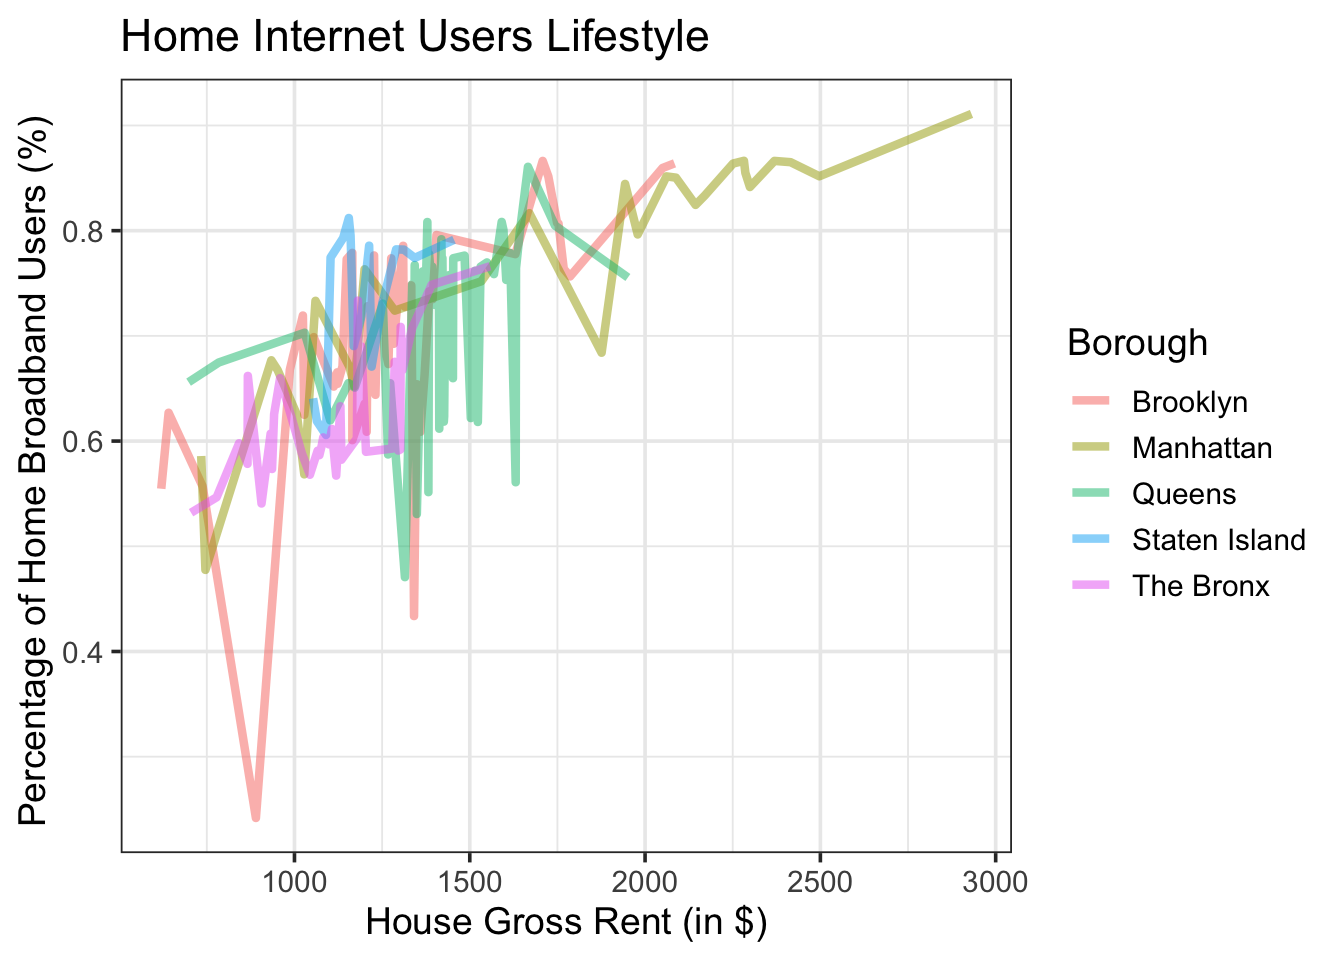 Home Internet Users Lifestyle
Percentage of Home Broadband Users (%)
0.8
0.6
0.4
1000 1500 2000 2500 3000
House Gross Rent (in $)
Borough
Brooklyn
Manhattan
Queens
Staten Island
The Bronx